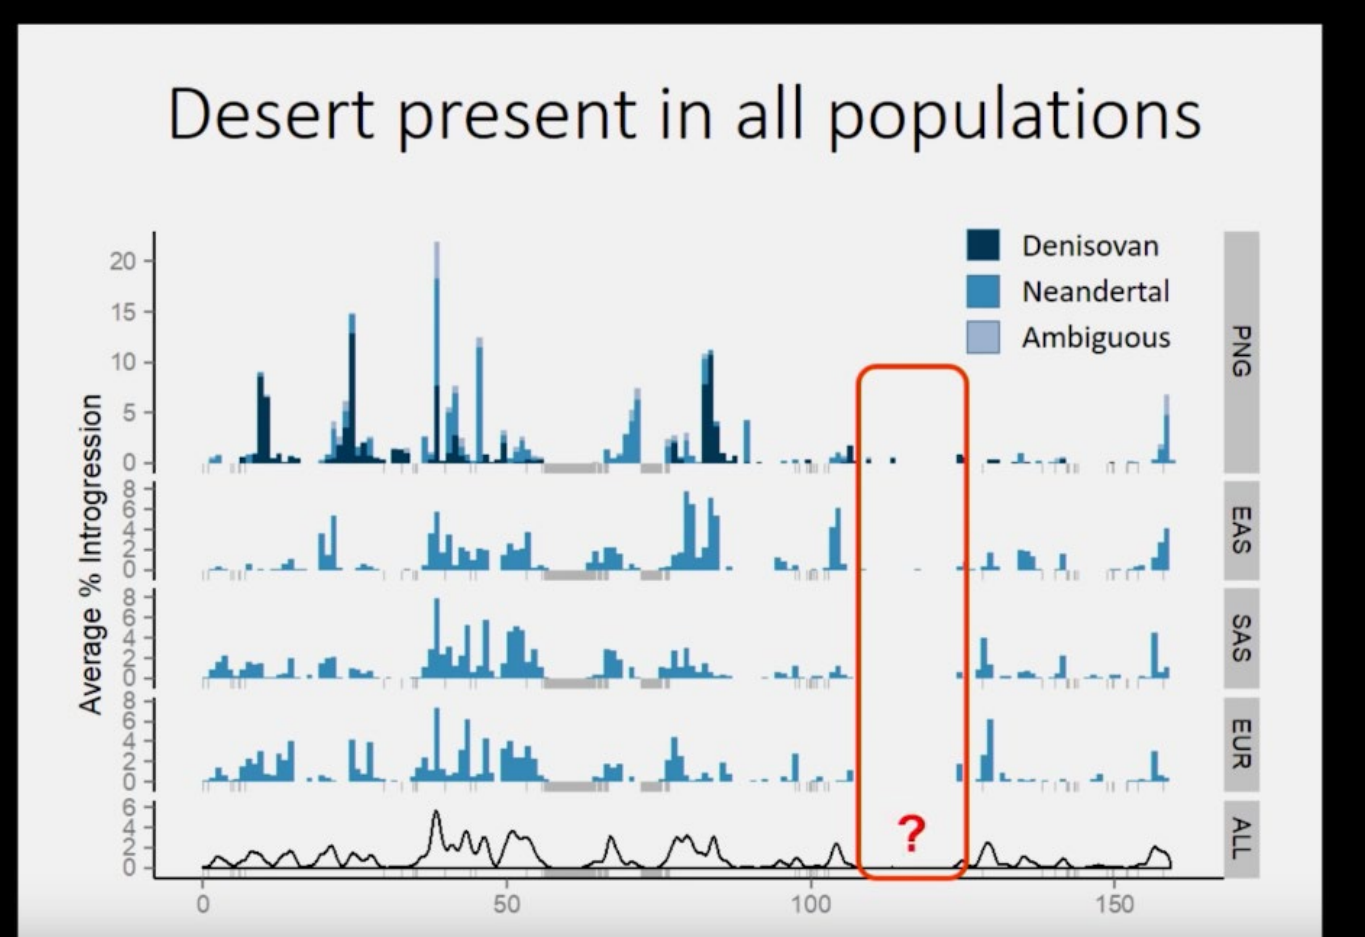 Desert present in all populations
Denisovan
Neandertal
Ambiguous
Average % Introgression
20
15
10
5
0
PNG
8
6
4
2
0
EAS
8
6
4
2
0
SAS
8
6
4
2
0
EUR
6
4
2
0
ALL
?
0 50 100 150